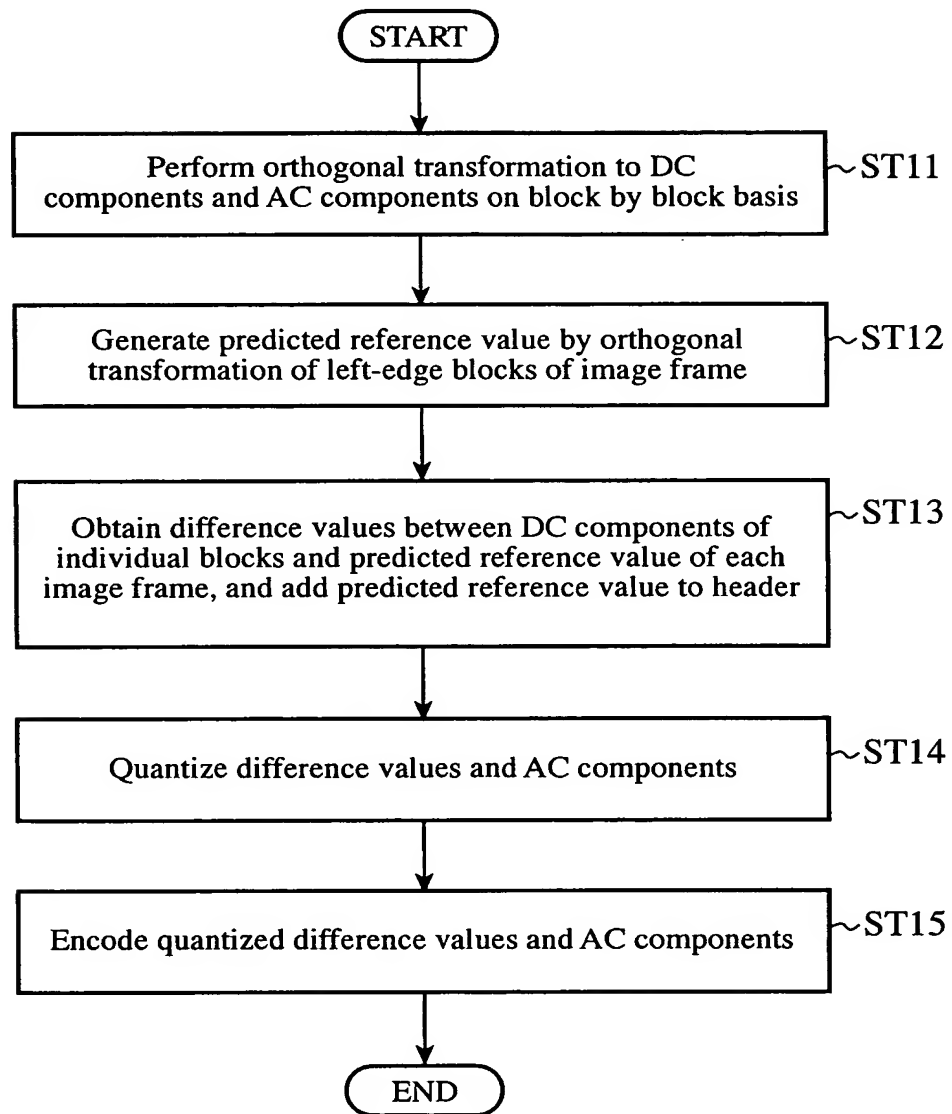 START
Perform orthogonal transformation to DC
components and AC components on block by block basis
ST11
Generate predicted reference value by orthogonal
transformation of left-edge blocks of image frame
ST12
Obtain difference values between DC components of
individual blocks and predicted reference value of each
image frame, and add predicted reference value to header
ST13
Quantize difference values and AC components
ST14
Encode quantized difference values and AC components
ST15
END